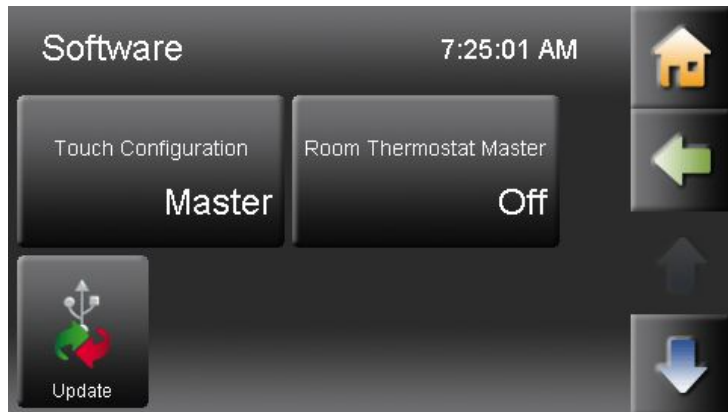 Software
7:25:01 AM
Touch Configuration
Master
Room Thermostat Master
Off
Update